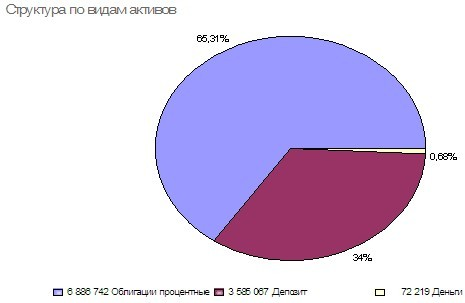 Структура по видам активов
65,31%
0,68%
34%
6 886 742 Облигации процентные 3 585 067 Депозит 72 219 Деньги